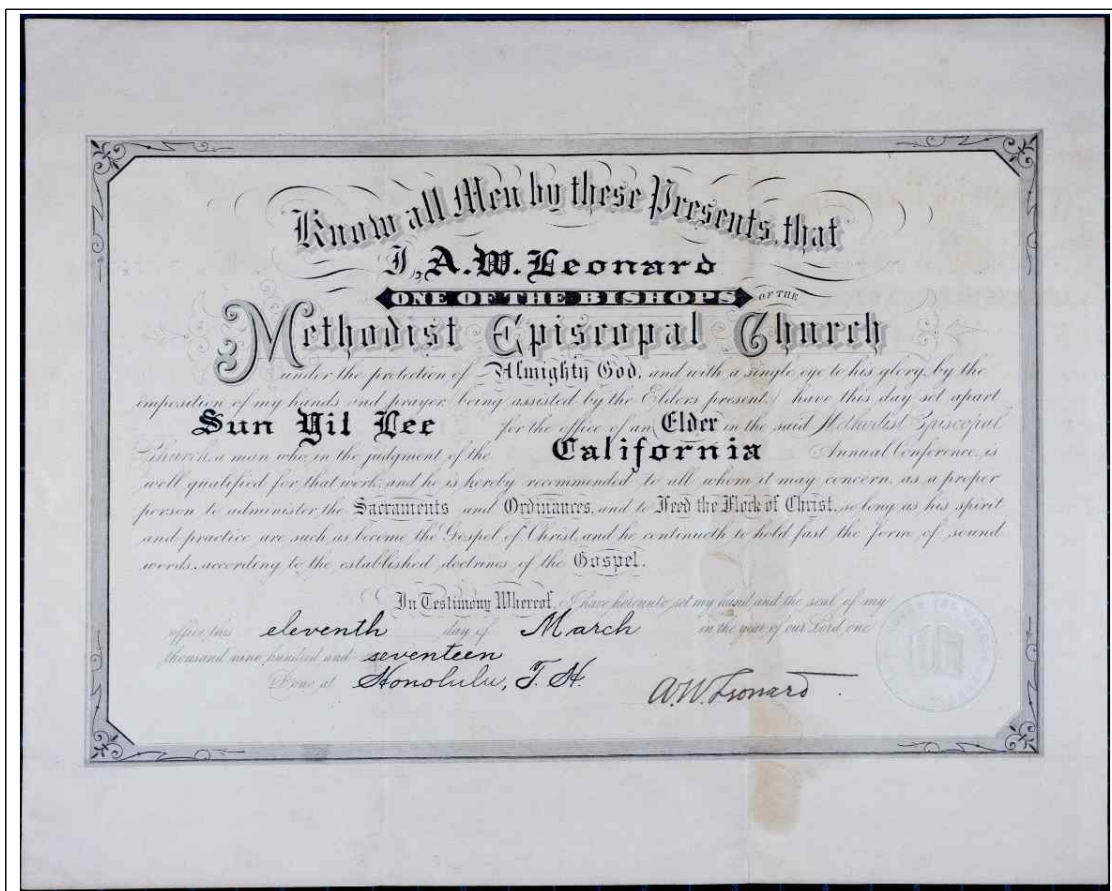 Know all Men by these Presents, that
I, A. W. Leonard
ONE OF THE BISHOPS OF THE
Methodist Episcopal Church
under the protection of Almighty God, and with a single eye to his glory, by the
imposition of my hands and prayer, being assisted by the Elders present, I have this day set apart
Sun Yil Lee for the office of an Elder in the said Methodist Episcopal
Church, a man who, in the judgment of the California Annual Conference, is
well qualified for that work; and he is hereby recommended to all whom it may concern, as a proper
person to administer the Sacraments and Ordinances, and to Feed the Flock of Christ, so long as his spirit
and practice are such as become the Gospel of Christ, and he continueth to hold fast the form of sound
words, according to the established doctrines of the Gospel.
In Testimony Whereof, I have hereunto set my hand and the seal of my
office, this eleventh day of March in the year of our Lord, one
thousand nine hundred and seventeen
Done at Honolulu, T. H.
A. W. Leonard